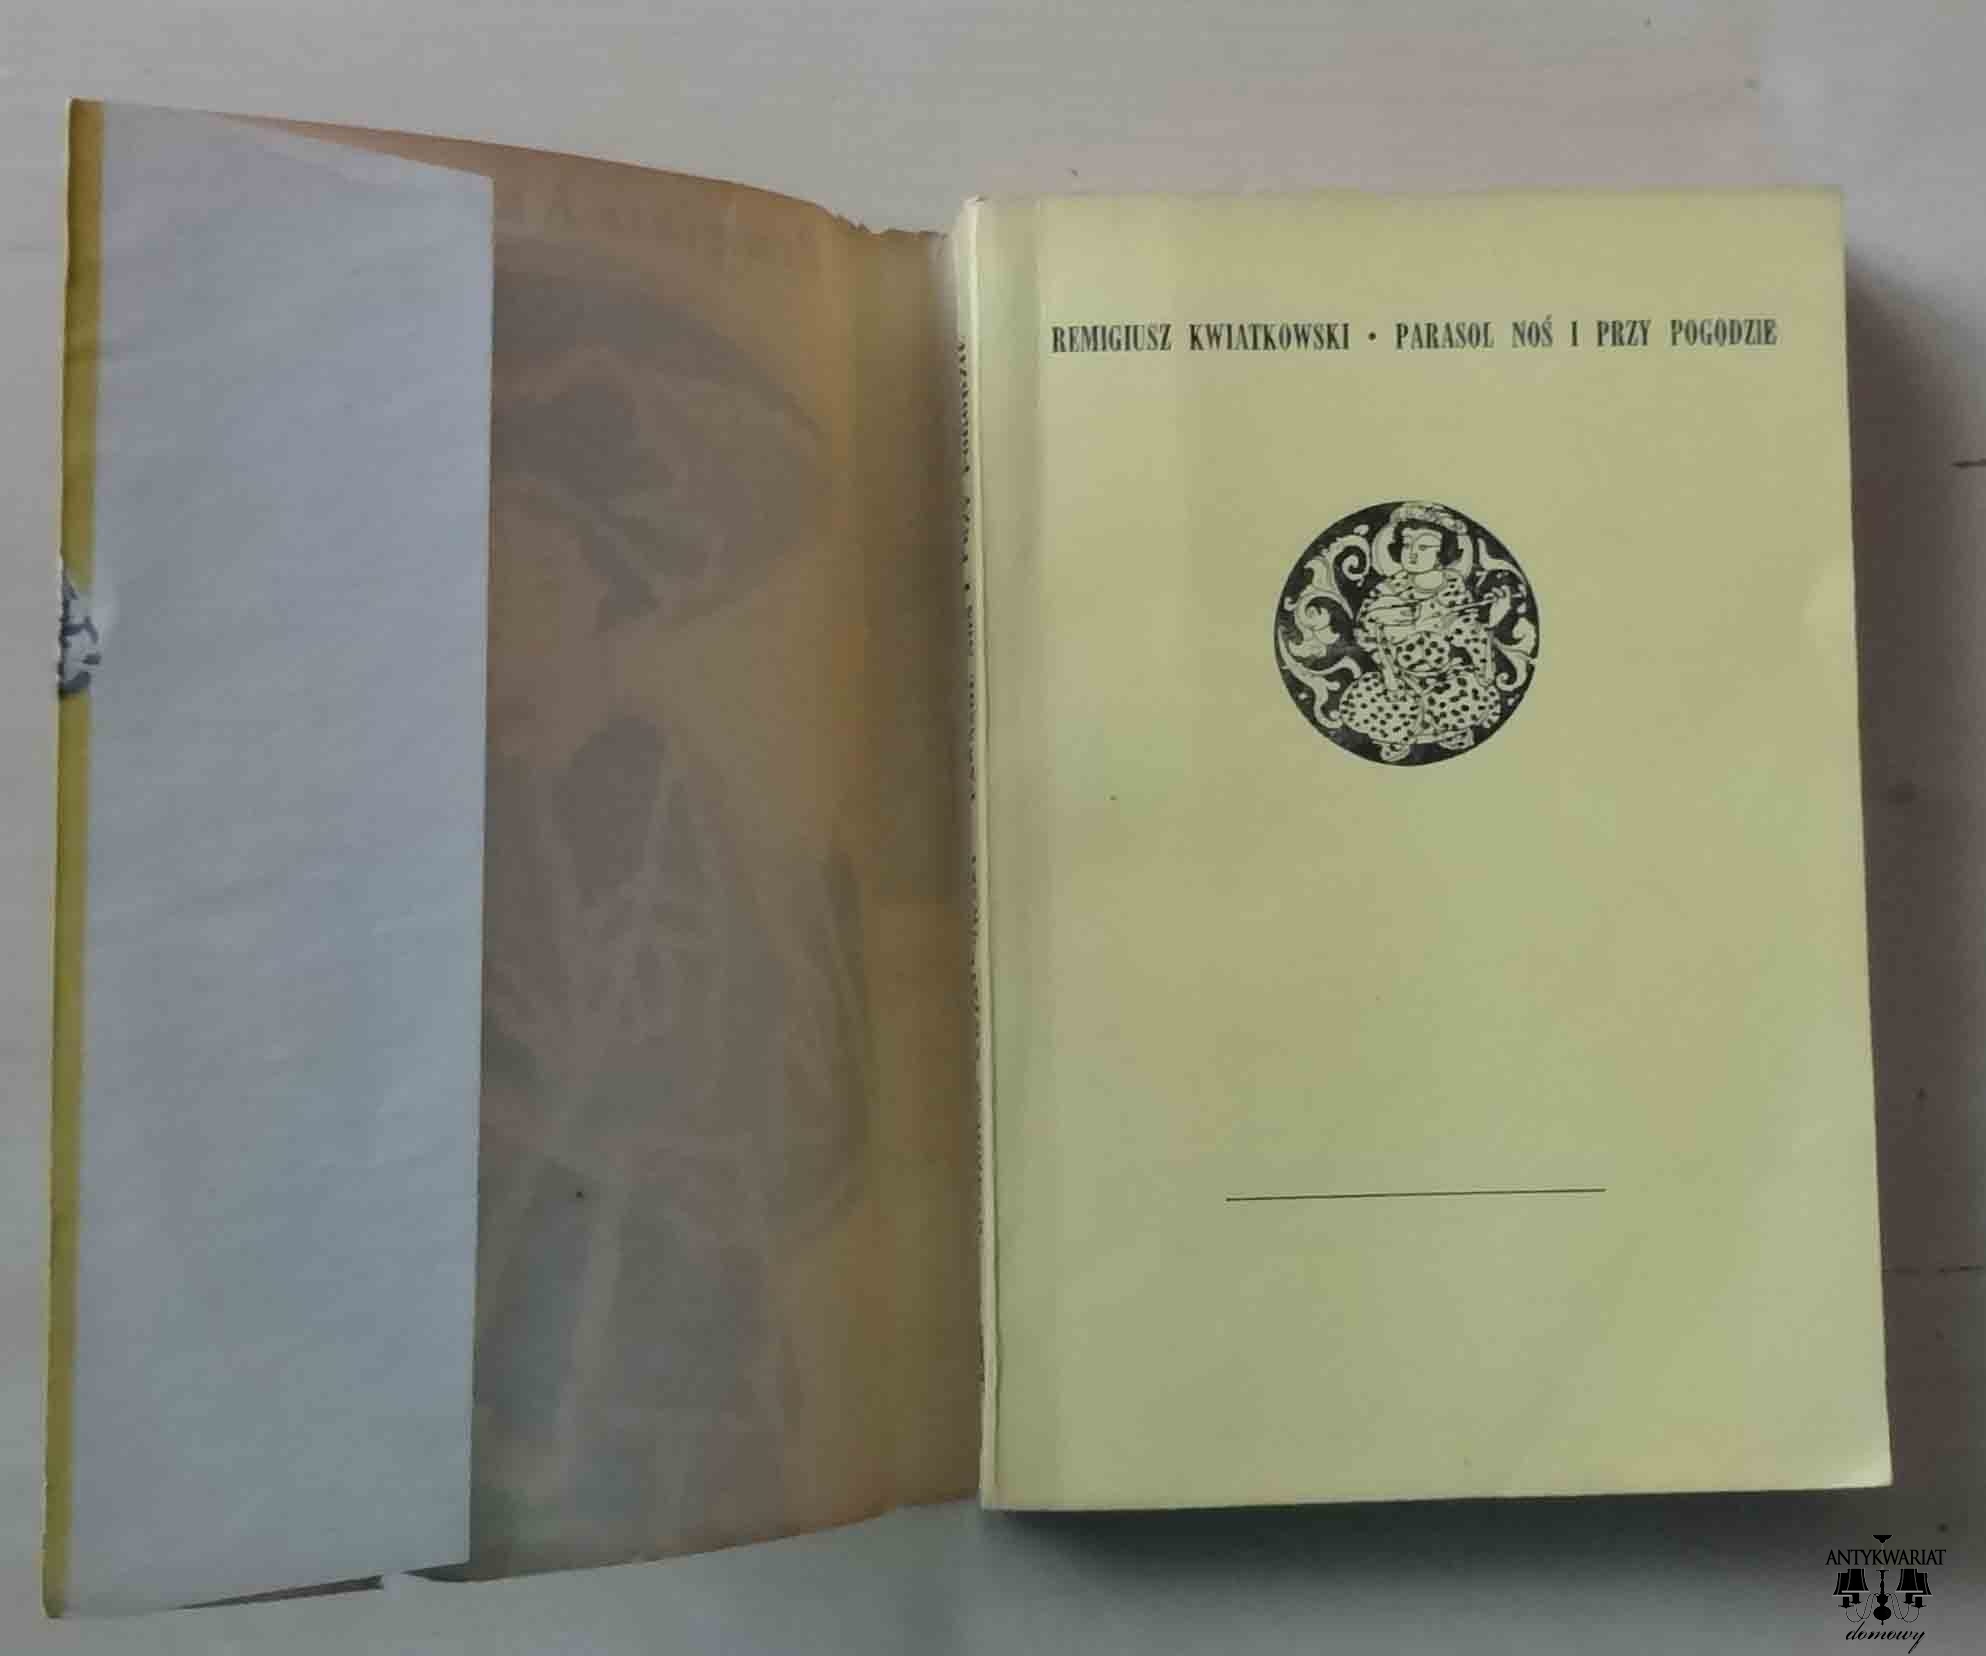 REMIGIUSZ KWIATKOWSKI • PARASOL NOŚ I PRZY POGODZIE
ANTYKWARIAT
domowy